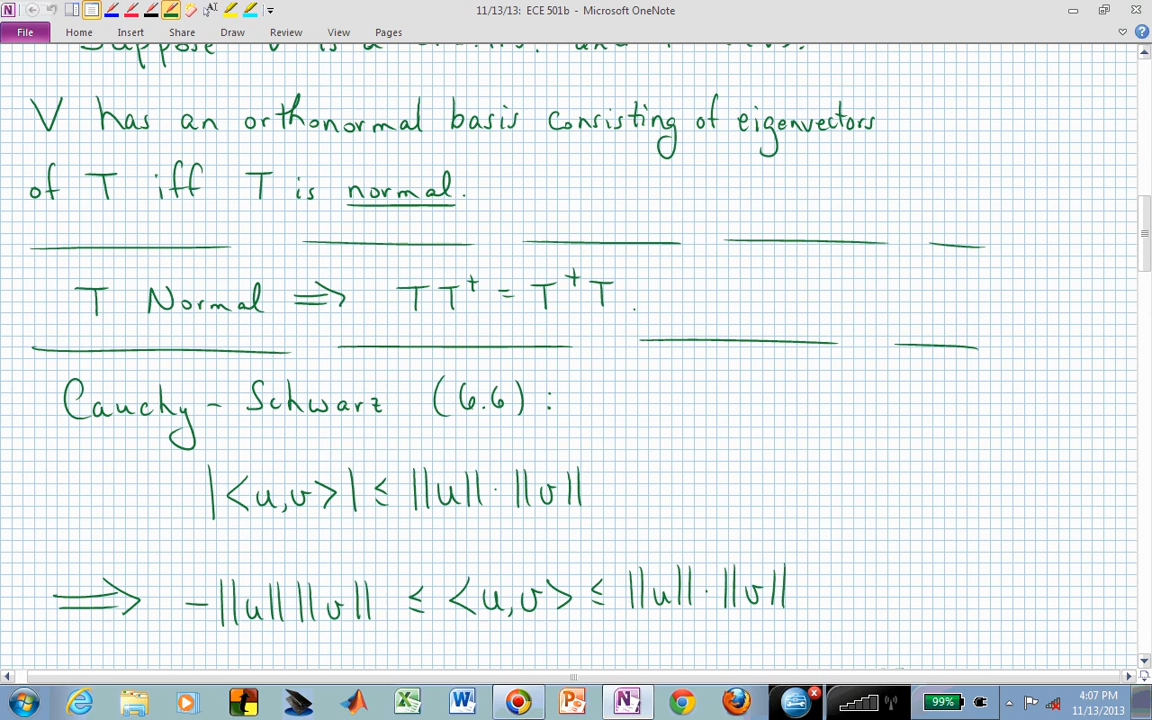 11/13/13: ECE 501b - Microsoft OneNote
File Home Insert Share Draw Review View Pages
Suppose V is a
V has an orthonormal basis consisting of eigenvectors
of T iff T is normal.
T Normal ⇒ TT† = T†T.
Cauchy - Schwarz (6.6) :
|<u,v>| ≤ ||u|| · ||v||
⇒ -||u|| ||v|| ≤ <u,v> ≤ ||u|| · ||v||
99%
4:07 PM
11/13/2013